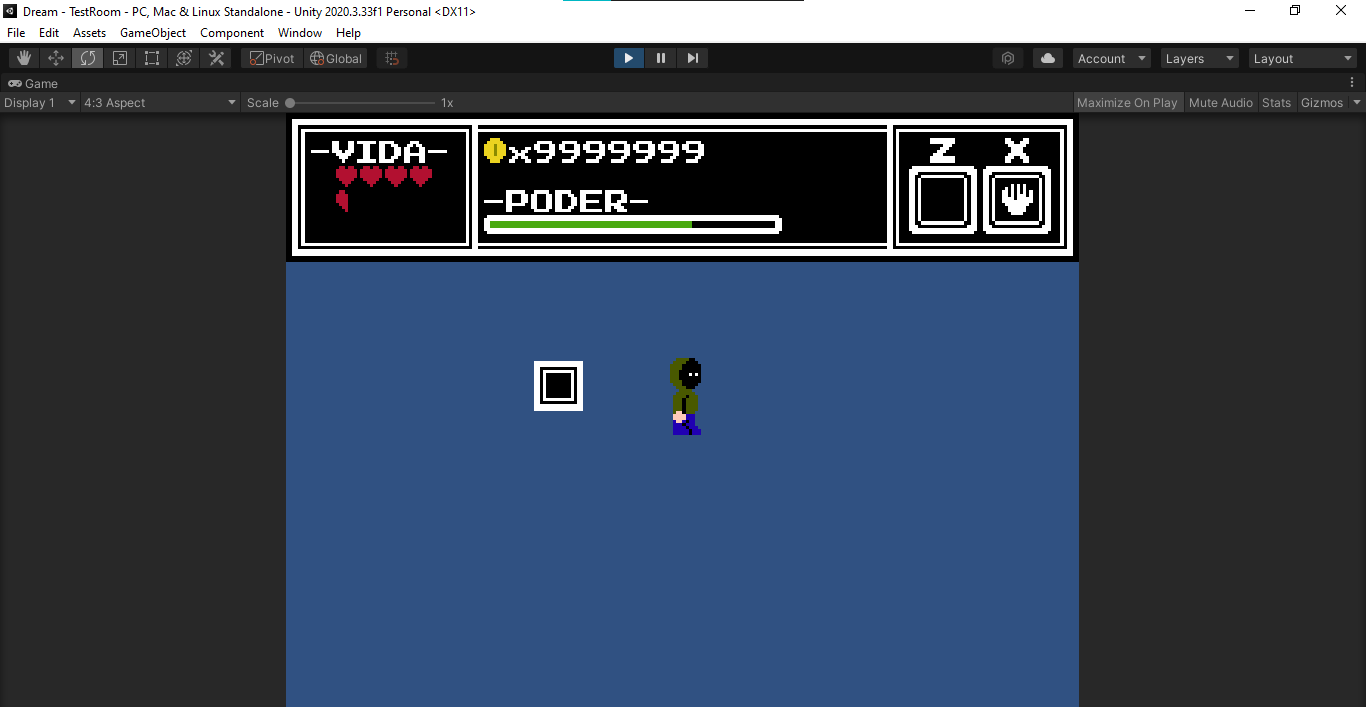 Dream - TestRoom - PC, Mac & Linux Standalone - Unity 2020.3.33f1 Personal <DX11>
File Edit Assets GameObject Component Window Help
Pivot Global Account Layers Layout
Game
Display 1 4:3 Aspect Scale 1x Maximize On Play Mute Audio Stats Gizmos
-VIDA- x9999999 Z X
-PODER-